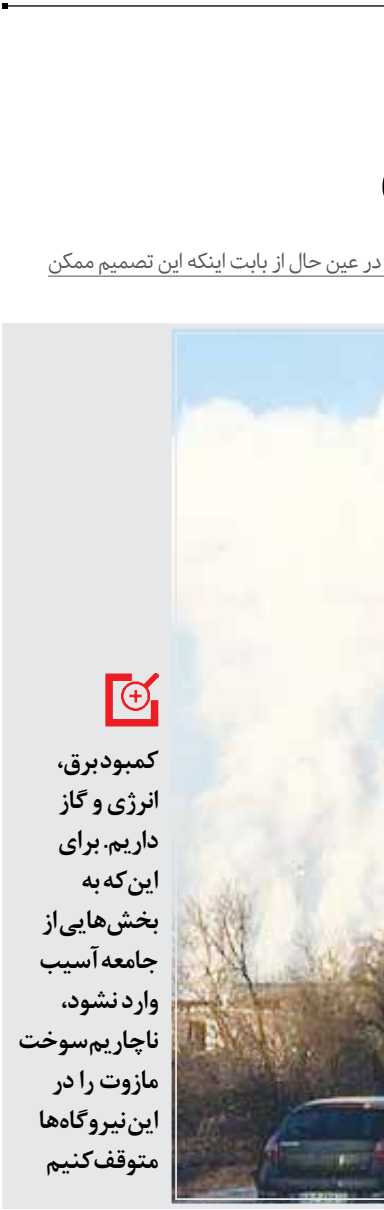 در عین حال از بابت اینکه این تصمیم ممکن
کمبود برق،
انرژی و گاز
داریم. برای
این‌که به
بخش‌هایی از
جامعه آسیب
وارد نشود،
ناچاریم سوخت
مازوت را در
این نیروگاه‌ها
متوقف کنیم